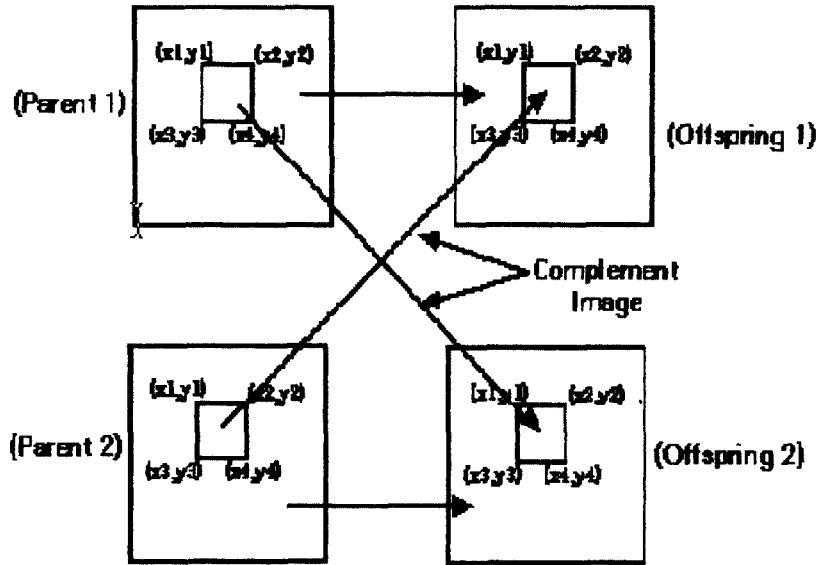 (x1,y1] (x2,y2)
(Parent 1)
(x3,y3) (x4,y4]
(x1,y1) (x2,y2)
[x3,y3) (x4,y4)
(Offspring 1)
Complement
Image
(x1,y1) (x2,y2)
(Parent 2)
(x3,y3) (x4,y4)
[x1,y1) (x2,y2)
(x3,y3) [x4,y4)
(Offspring 2)